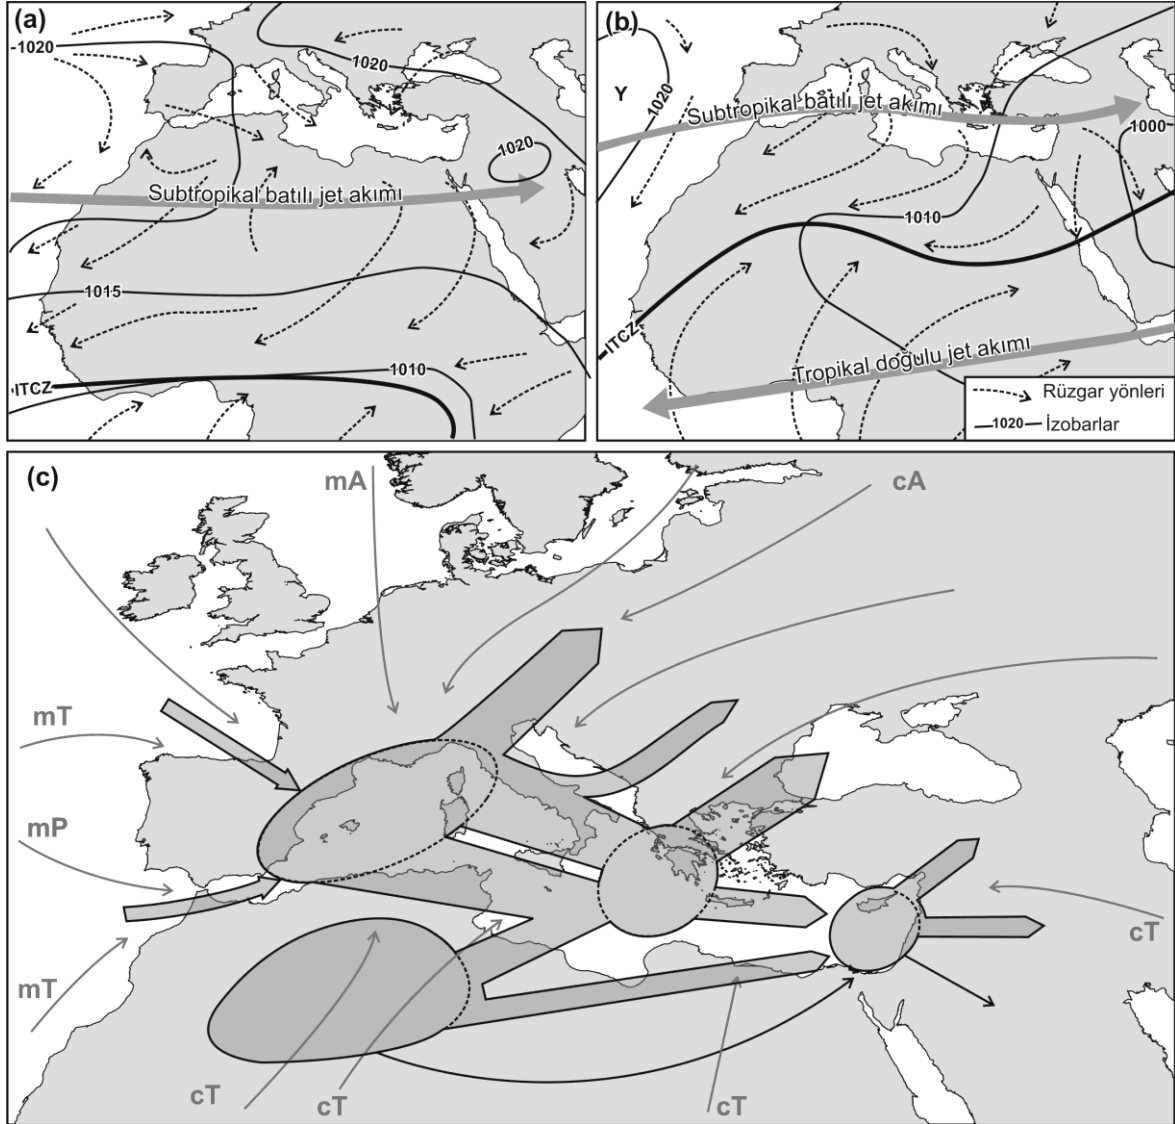 (a)
1020
1020
1020
Subtropikal batılı jet akımı
1015
1010
ITCZ
(b)
1020
Y
Subtropikal batılı jet akımı
1000
1010
ITCZ
Tropikal doğulu jet akımı
Rüzgar yönleri
1020 İzobarlar
(c)
mA
cA
mT
mP
cT
mT
cT
cT
cT